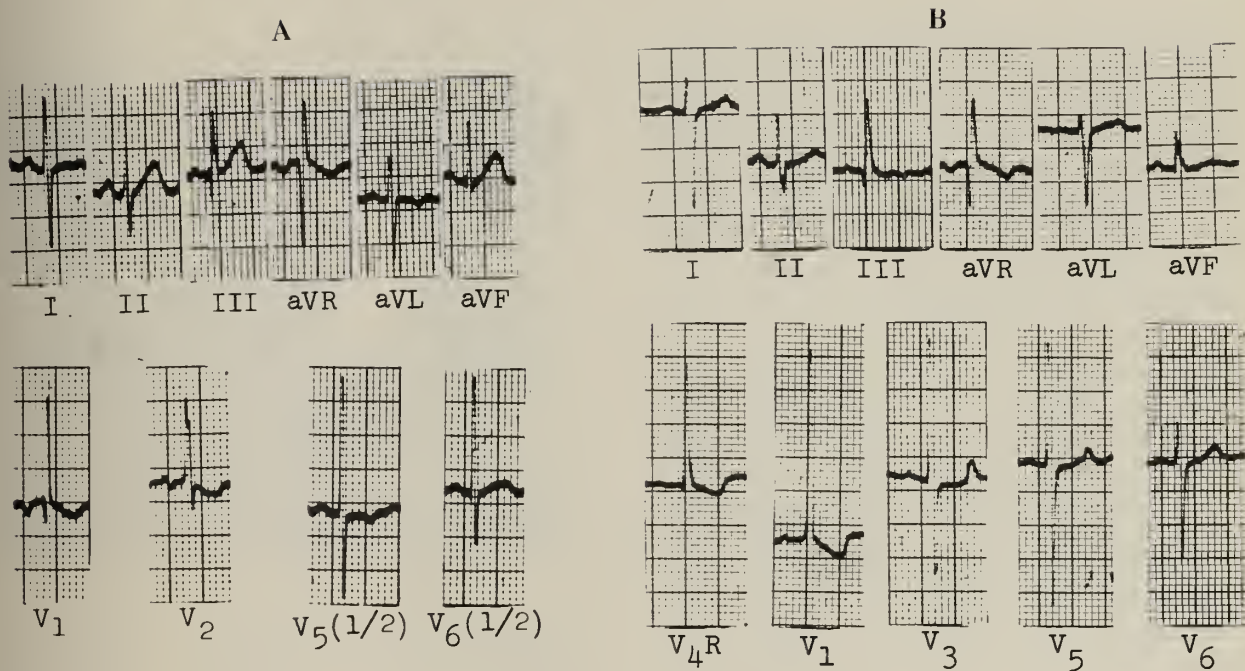 A
I. II III aVR aVL aVF
V1 V2 V5(1/2) V6(1/2)
B
I II III aVR aVL aVF
V4R V1 V3 V5 V6